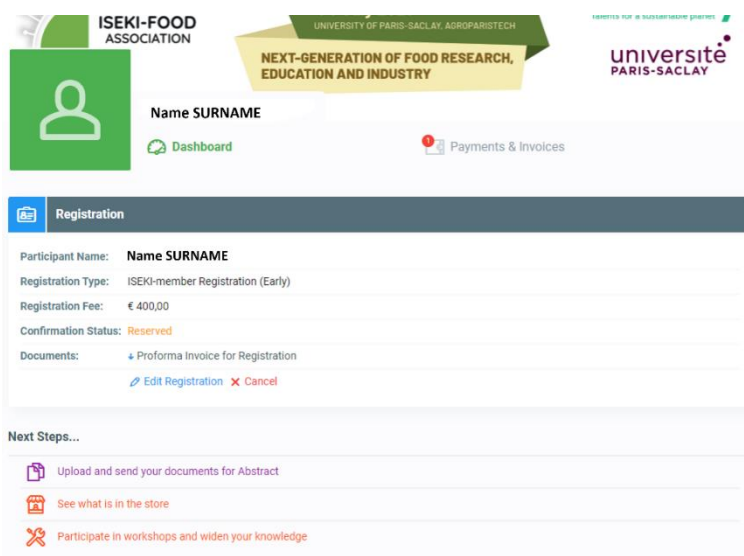 ISEKI-FOOD
ASSOCIATION
UNIVERSITY OF PARIS-SACLAY, AGROPARISTECH
NEXT-GENERATION OF FOOD RESEARCH,
EDUCATION AND INDUSTRY
talents for a sustainable planet
université
PARIS-SACLAY
Name SURNAME
Dashboard
1
Payments & Invoices
Registration
Participant Name: Name SURNAME
Registration Type: ISEKI-member Registration (Early)
Registration Fee: € 400,00
Confirmation Status: Reserved
Documents: Proforma Invoice for Registration
Edit Registration Cancel
Next Steps...
Upload and send your documents for Abstract
See what is in the store
Participate in workshops and widen your knowledge